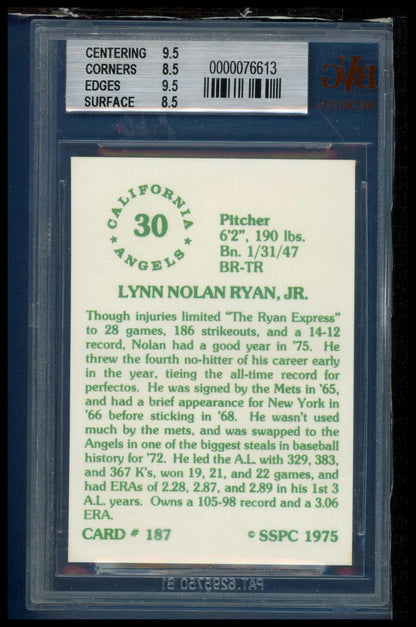 CENTERING 9.5
CORNERS 8.5
EDGES 9.5
SURFACE 8.5
0000076613
BVG
CALIFORNIA
30
ANGELS
Pitcher
6'2", 190 lbs.
Bn. 1/31/47
BR-TR
LYNN NOLAN RYAN, JR.
Though injuries limited "The Ryan Express"
to 28 games, 186 strikeouts, and a 14-12
record, Nolan had a good year in '75. He
threw the fourth no-hitter of his career early
in the year, tieing the all-time record for
perfectos. He was signed by the Mets in '65,
and had a brief appearance for New York in
'66 before sticking in '68. He wasn't used
much by the mets, and was swapped to the
Angels in one of the biggest steals in baseball
history for '72. He led the A.L. with 329, 383,
and 367 K's, won 19, 21, and 22 games, and
had ERAs of 2.28, 2.87, and 2.89 in his 1st 3
A.L. years. Owns a 105-98 record and a 3.06
ERA.
CARD # 187 © SSPC 1975
PAT. 6295750 B1